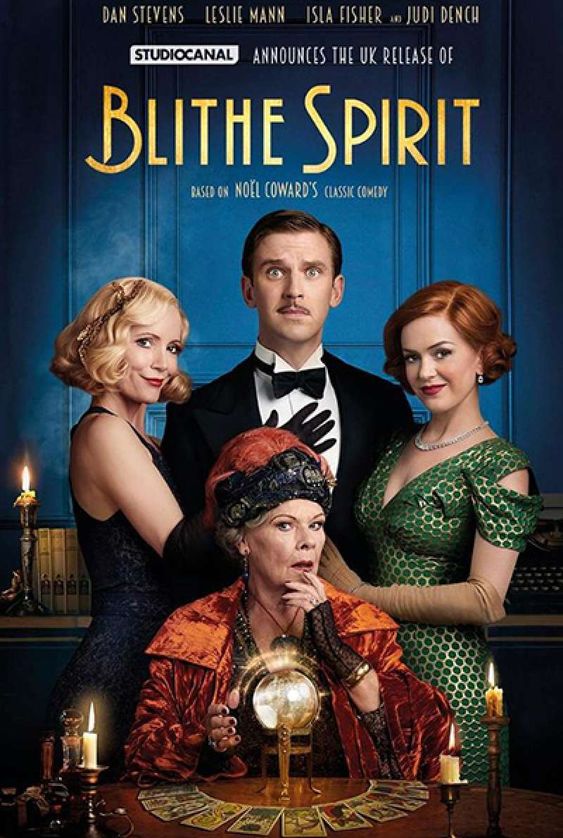 DAN STEVENS LESLIE MANN ISLA FISHER AND JUDI DENCH
STUDIOCANAL ANNOUNCES THE UK RELEASE OF
BLITHE SPIRIT
BASED ON NOËL COWARD'S CLASSIC COMEDY